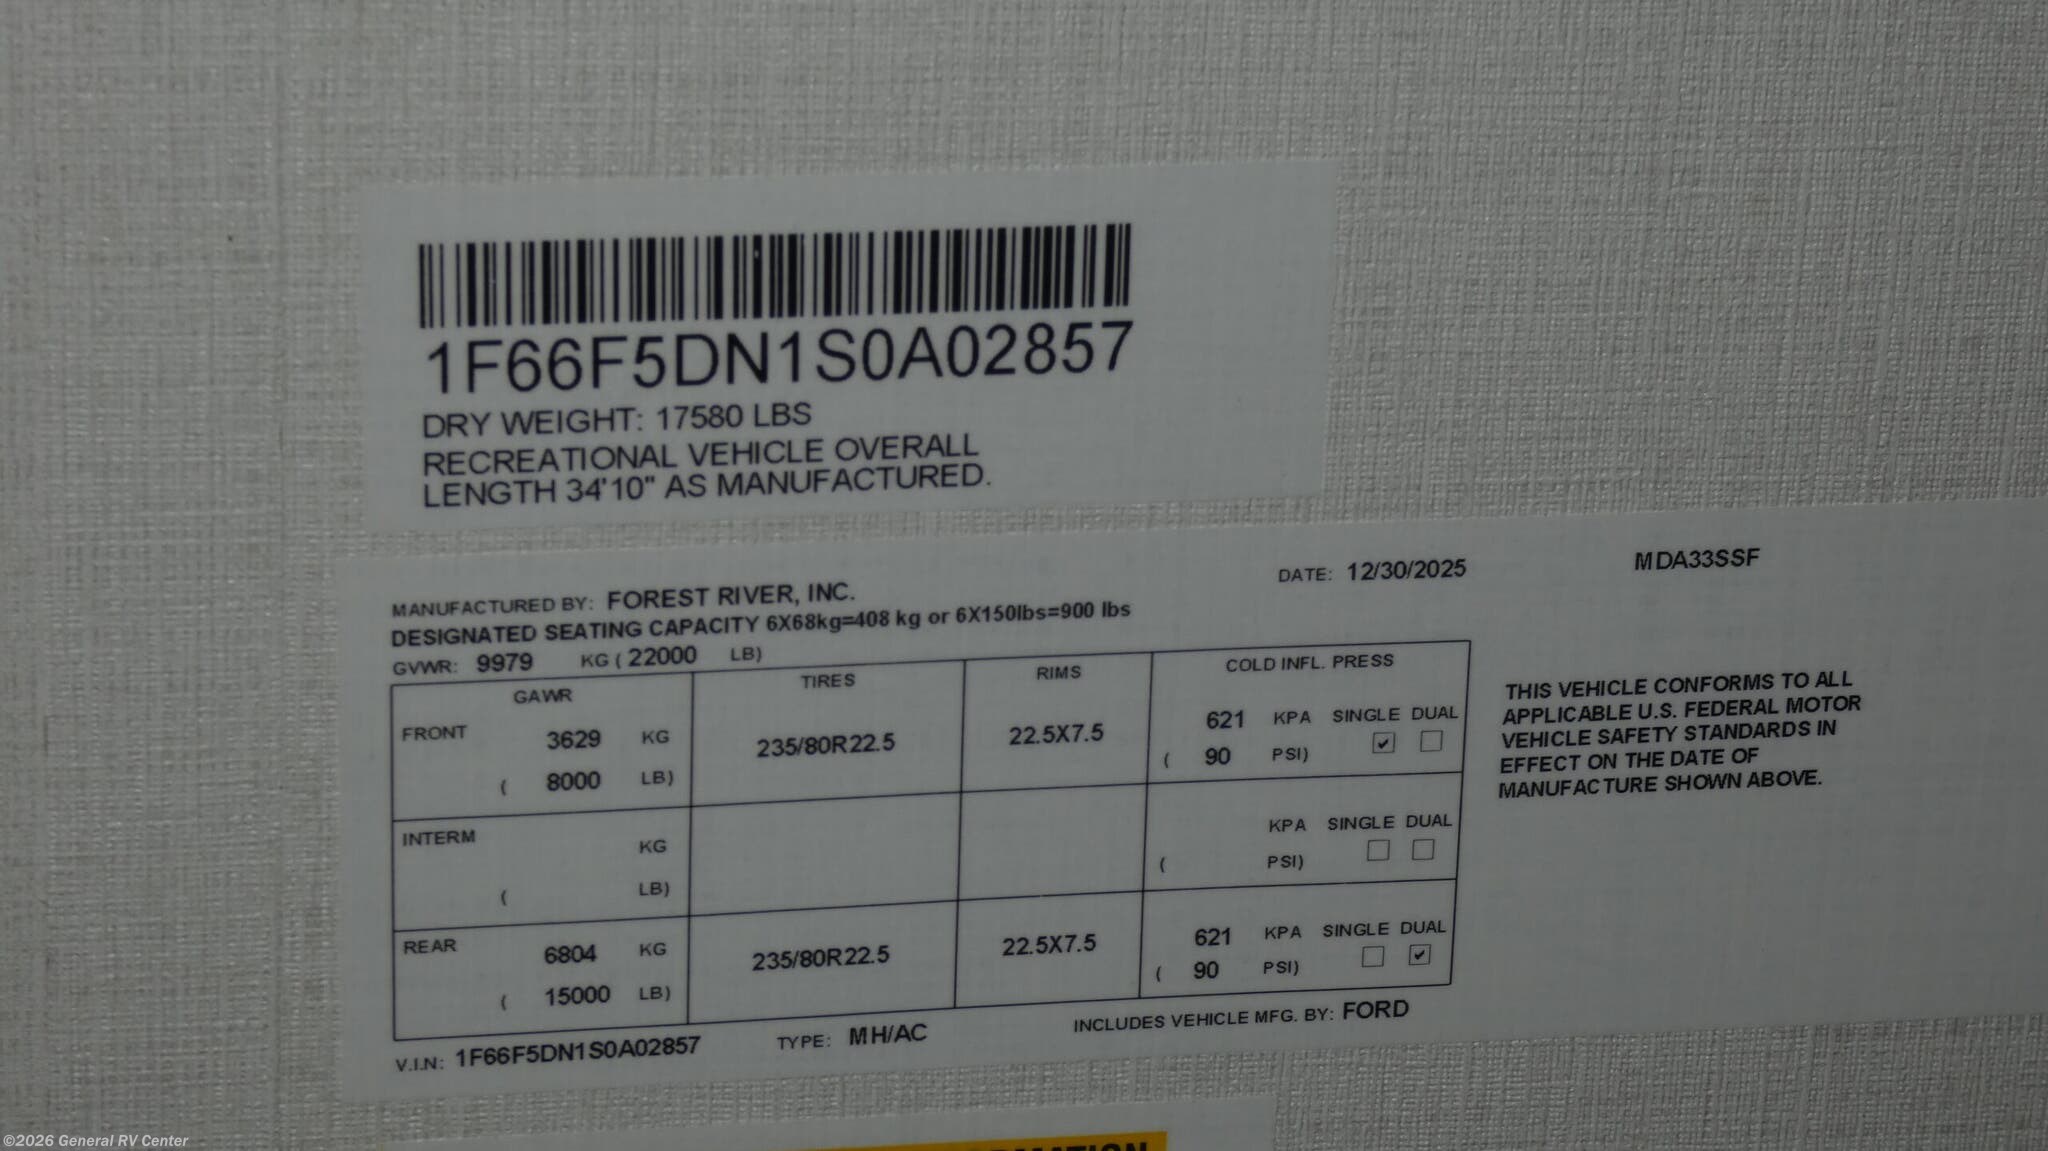 1F66F5DN1S0A02857
DRY WEIGHT: 17580 LBS
RECREATIONAL VEHICLE OVERALL
LENGTH 34'10" AS MANUFACTURED.
DATE: 12/30/2025 MDA33SSF
MANUFACTURED BY: FOREST RIVER, INC.
DESIGNATED SEATING CAPACITY 6X68kg=408 kg or 6X150lbs=900 lbs
GVWR: 9979 KG ( 22000 LB)
GAWR TIRES RIMS COLD INFL. PRESS
FRONT 3629 KG 235/80R22.5 22.5X7.5 621 KPA SINGLE DUAL
( 8000 LB) ( 90 PSI) ✔ ☐
INTERM KG KPA SINGLE DUAL
( LB) ( PSI) ☐ ☐
REAR 6804 KG 235/80R22.5 22.5X7.5 621 KPA SINGLE DUAL
( 15000 LB) ( 90 PSI) ☐ ✔
V.I.N: 1F66F5DN1S0A02857 TYPE: MH/AC INCLUDES VEHICLE MFG. BY: FORD
THIS VEHICLE CONFORMS TO ALL
APPLICABLE U.S. FEDERAL MOTOR
VEHICLE SAFETY STANDARDS IN
EFFECT ON THE DATE OF
MANUFACTURE SHOWN ABOVE.
©2026 General RV Center